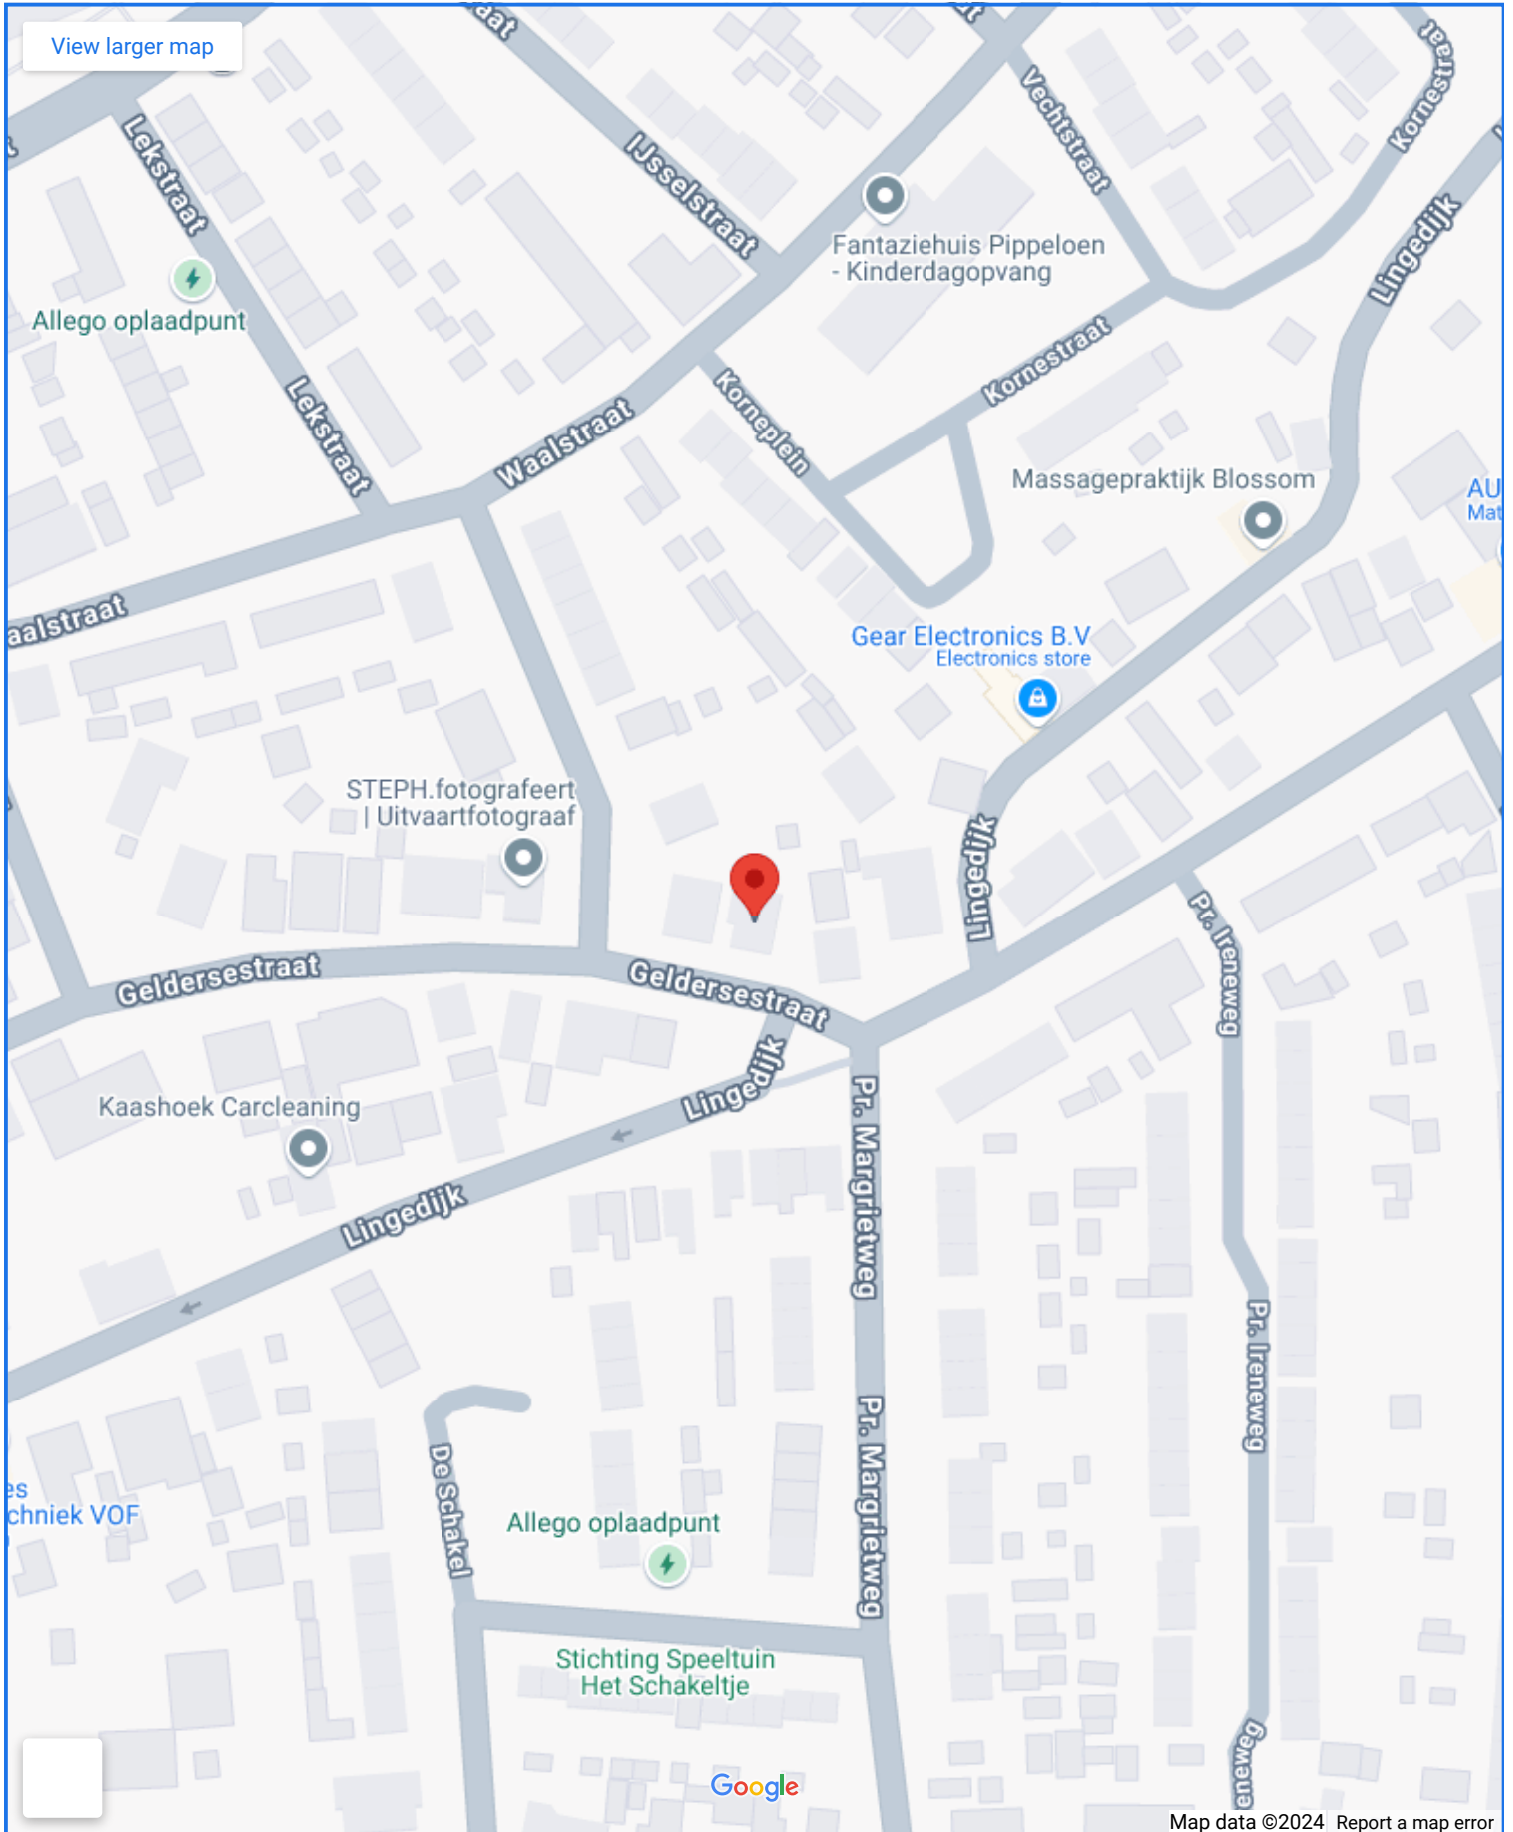 View larger map
Lekstraat
IJsselstraat
Vechtstraat
Kornestraat
Lingedijk
Fantaziehuis Pippeloen
- Kinderdagopvang
Allego oplaadpunt
Lekstraat
Waalstraat
Korneplein
Kornestraat
Massagepraktijk Blossom
AU
Mat
aalstraat
Gear Electronics B.V
Electronics store
STEPH.fotografeert
| Uitvaartfotograaf
Lingedijk
Geldersestraat
Geldersestraat
Pr. Ireneweg
Lingedijk
Kaashoek Carcleaning
Pr. Margrietweg
Lingedijk
Pr. Ireneweg
Pr. Margrietweg
De Schakel
es
chniek VOF
Allego oplaadpunt
Stichting Speeltuin
Het Schakeltje
eneweg
Google
Map data ©2024
Report a map error